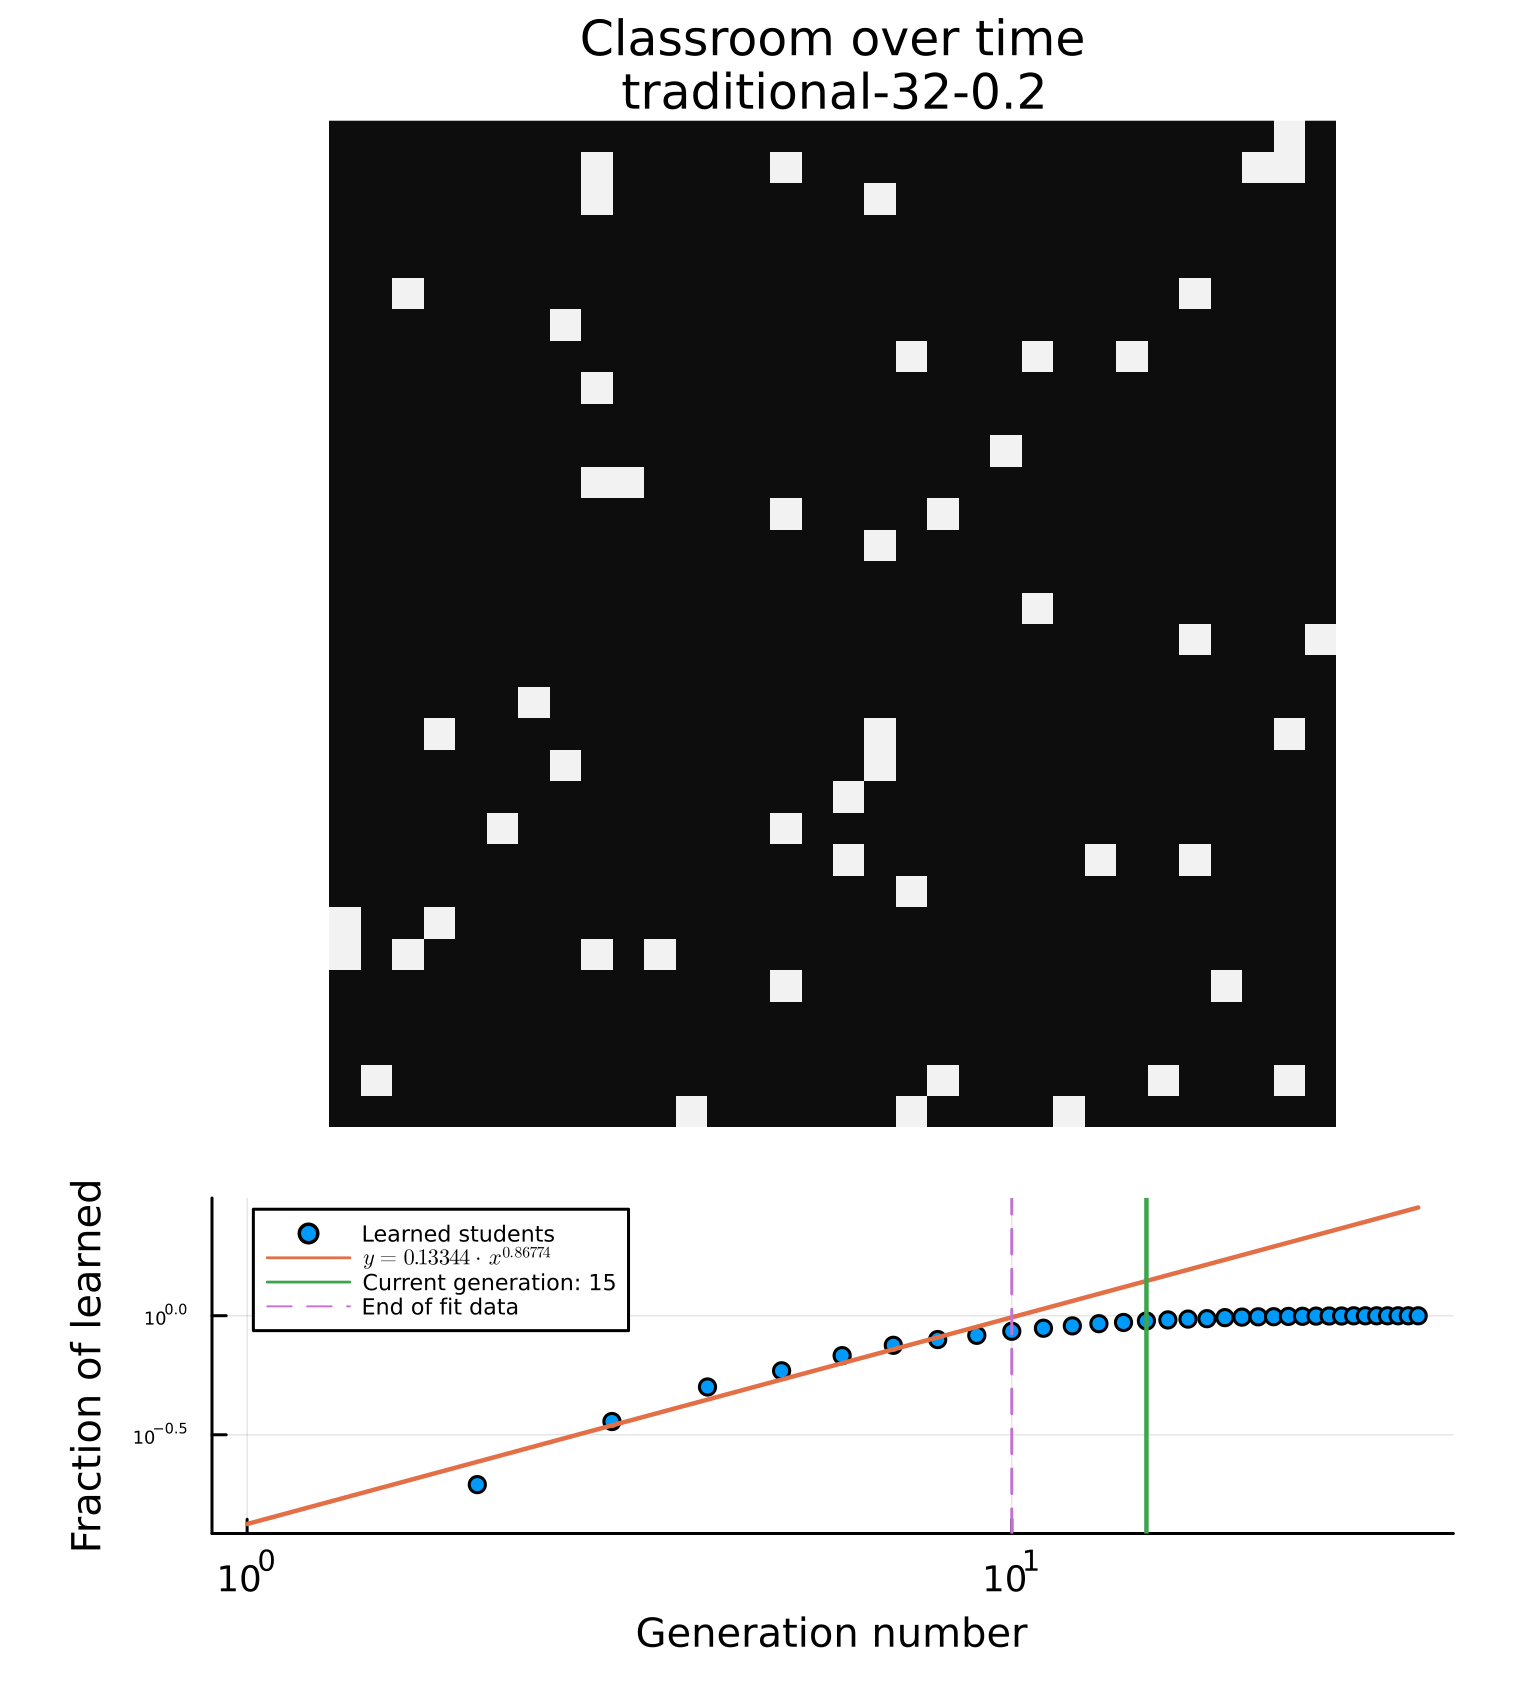 Classroom over time
traditional-32-0.2
Fraction of learned
Learned students
y = 0.13344 · x^0.86774
Current generation: 15
End of fit data
10^0.0
10^−0.5
10^0
10^1
Generation number